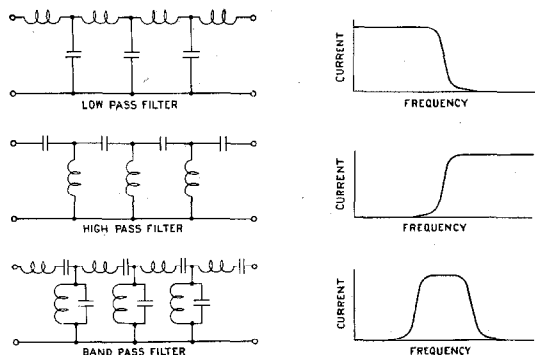 LOW PASS FILTER
CURRENT
FREQUENCY
HIGH PASS FILTER
CURRENT
FREQUENCY
BAND PASS FILTER
CURRENT
FREQUENCY